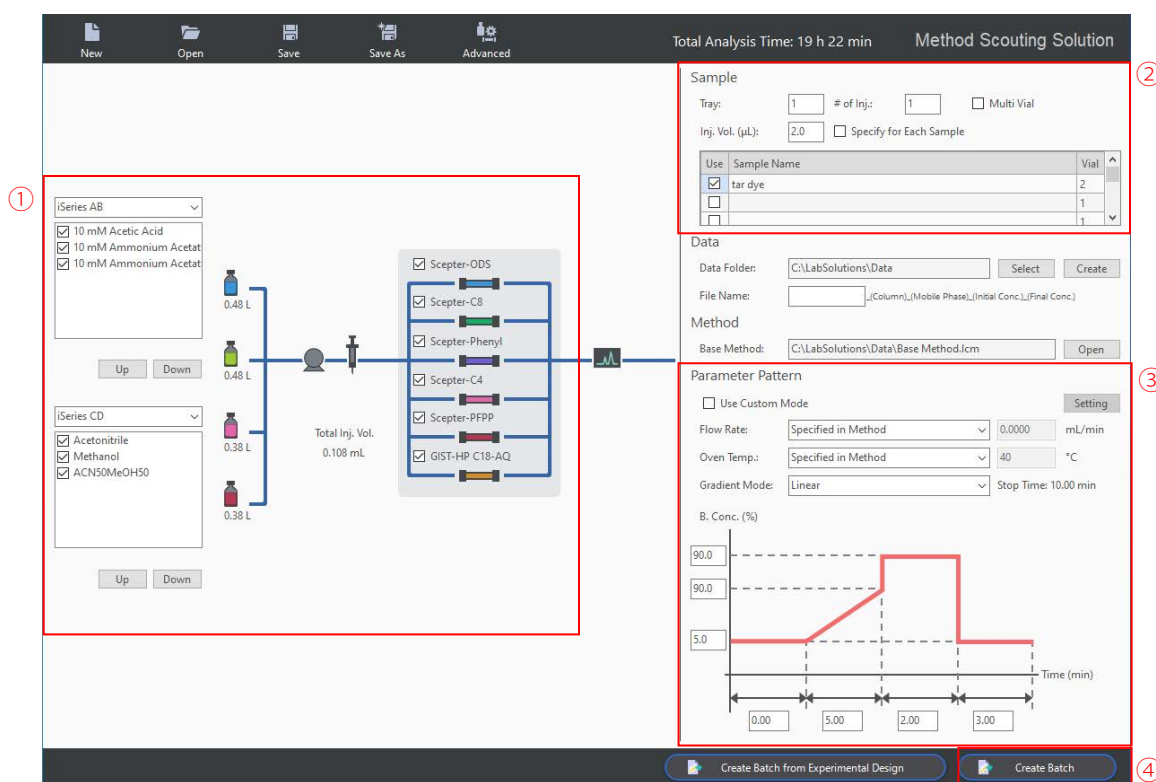 New Open Save Save As Advanced Total Analysis Time: 19 h 22 min Method Scouting Solution
②
Sample
Tray: 1 # of Inj.: 1 Multi Vial
Inj. Vol. (µL): 2.0 Specify for Each Sample
Use Sample Name Vial
tar dye 2
1
1
①
iSeries AB
10 mM Acetic Acid
10 mM Ammonium Acetat
10 mM Ammonium Acetat
0.48 L
Up Down
0.48 L
iSeries CD
Acetonitrile
Methanol
ACN50MeOH50
0.38 L
0.38 L
Up Down
Total Inj. Vol.
0.108 mL
Scepter-ODS
Scepter-C8
Scepter-Phenyl
Scepter-C4
Scepter-PFPP
GIST-HP C18-AQ
Data
Data Folder: C:\LabSolutions\Data Select Create
File Name: _(Column)_(Mobile Phase)_(Initial Conc.)_(Final Conc.)
Method
Base Method: C:\LabSolutions\Data\Base Method.lcm Open
③
Parameter Pattern
Use Custom Mode Setting
Flow Rate: Specified in Method 0.0000 mL/min
Oven Temp.: Specified in Method 40 °C
Gradient Mode: Linear Stop Time: 10.00 min
B. Conc. (%)
90.0
90.0
5.0
Time (min)
0.00 5.00 2.00 3.00
Create Batch from Experimental Design Create Batch
④